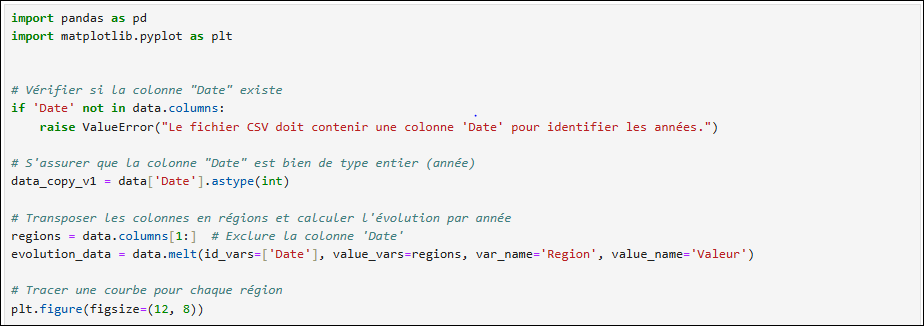 import pandas as pd
import matplotlib.pyplot as plt
# Vérifier si la colonne "Date" existe
if 'Date' not in data.columns:
    raise ValueError("Le fichier CSV doit contenir une colonne 'Date' pour identifier les années.")
# S'assurer que la colonne "Date" est bien de type entier (année)
data_copy_v1 = data['Date'].astype(int)
# Transposer les colonnes en régions et calculer l'évolution par année
regions = data.columns[1:]  # Exclure la colonne 'Date'
evolution_data = data.melt(id_vars=['Date'], value_vars=regions, var_name='Region', value_name='Valeur')
# Tracer une courbe pour chaque région
plt.figure(figsize=(12, 8))